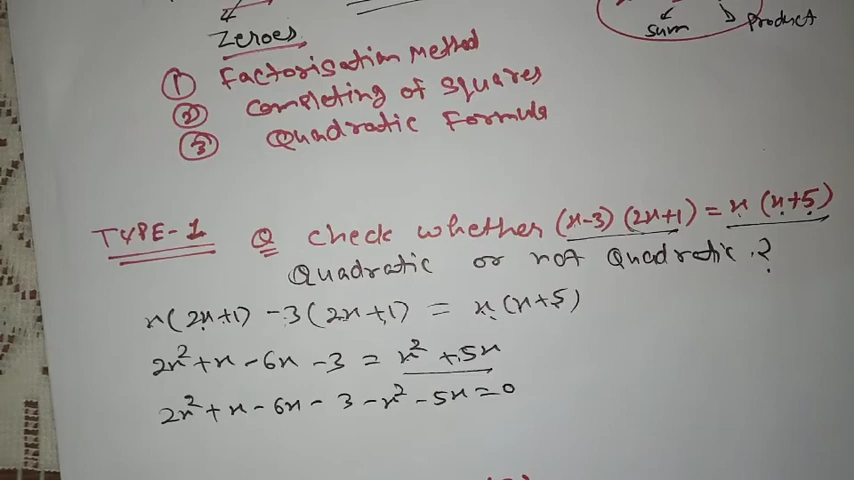 Zeroes
sum product
① Factorisation Method
② Completing of squares
③ Quadratic Formula
TYPE-1 Q Check whether (x-3) (2x+1) = x (x+5)
Quadratic or not Quadratic ?
x(2x+1) -3(2x+1) = x(x+5)
2x²+x-6x-3 = x²+5x
2x²+x-6x-3-x²-5x=0